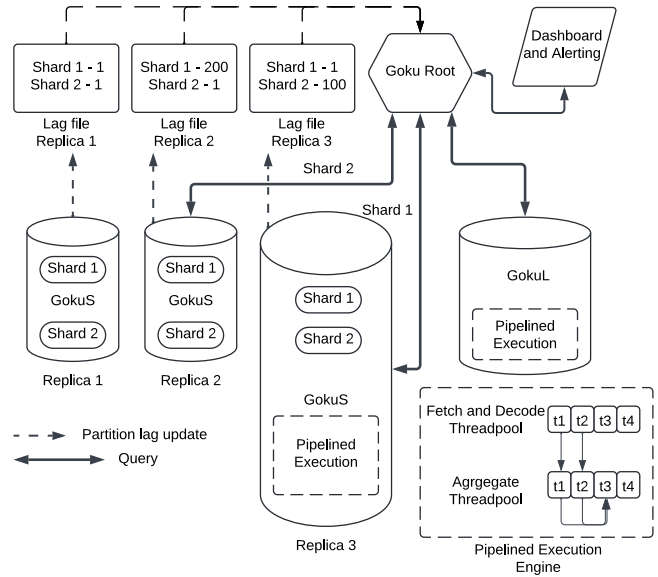 Shard 1 - 1
Shard 2 - 1
Lag file
Replica 1
Shard 1 - 200
Shard 2 - 1
Lag file
Replica 2
Shard 1 - 1
Shard 2 - 100
Lag file
Replica 3
Goku Root
Dashboard
and Alerting
Shard 2
Shard 1
Shard 1
GokuS
Shard 2
Replica 1
Shard 1
GokuS
Shard 2
Replica 2
Shard 1
Shard 2
GokuS
Pipelined
Execution
Replica 3
GokuL
Pipelined
Execution
Partition lag update
Query
Fetch and Decode
Threadpool
t1 t2 t3 t4
Agrgegate
Threadpool
t1 t2 t3 t4
Pipelined Execution
Engine